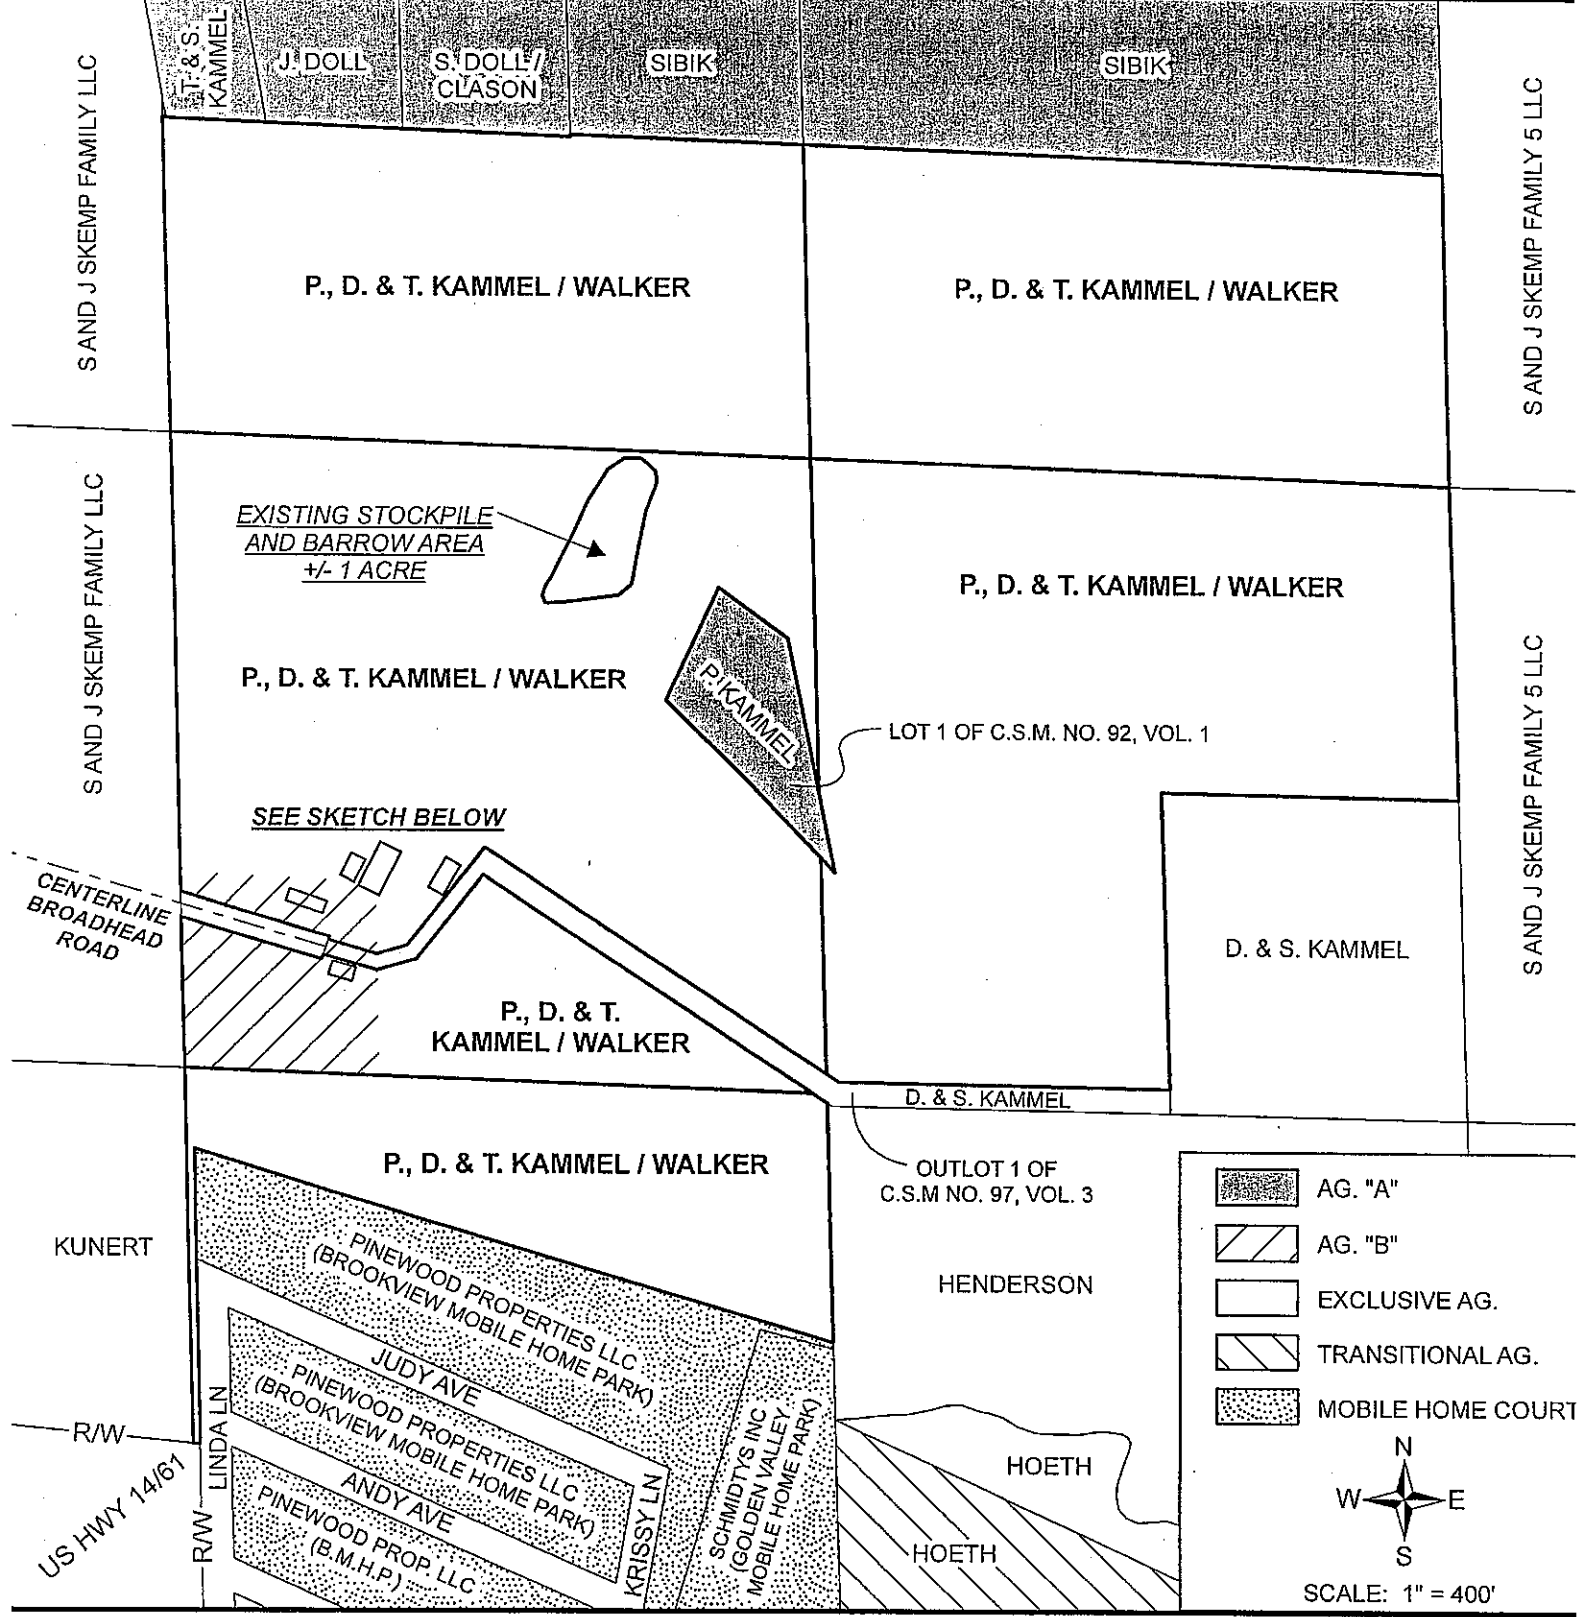 T. & S.
KAMMEL
J. DOLL
S. DOLL /
CLASON
SIBIK
SIBIK
S AND J SKEMP FAMILY LLC
S AND J SKEMP FAMILY 5 LLC
P., D. & T. KAMMEL / WALKER
P., D. & T. KAMMEL / WALKER
S AND J SKEMP FAMILY LLC
EXISTING STOCKPILE
AND BARROW AREA
+/- 1 ACRE
P., D. & T. KAMMEL / WALKER
P., D. & T. KAMMEL / WALKER
P. KAMMEL
LOT 1 OF C.S.M. NO. 92, VOL. 1
S AND J SKEMP FAMILY 5 LLC
SEE SKETCH BELOW
CENTERLINE
BROADHEAD
ROAD
D. & S. KAMMEL
P., D. & T.
KAMMEL / WALKER
D. & S. KAMMEL
P., D. & T. KAMMEL / WALKER
OUTLOT 1 OF
C.S.M NO. 97, VOL. 3
KUNERT
HENDERSON
PINEWOOD PROPERTIES LLC
(BROOKVIEW MOBILE HOME PARK)
JUDY AVE
PINEWOOD PROPERTIES LLC
(BROOKVIEW MOBILE HOME PARK)
ANDY AVE
PINEWOOD PROP. LLC
(B.M.H.P.)
LINDA LN
KRISSY LN
SCHMIDTYS INC
(GOLDEN VALLEY
MOBILE HOME PARK)
R/W
US HWY 14/61
R/W
HOETH
HOETH
AG. "A"
AG. "B"
EXCLUSIVE AG.
TRANSITIONAL AG.
MOBILE HOME COURT
N
W
E
S
SCALE: 1" = 400'